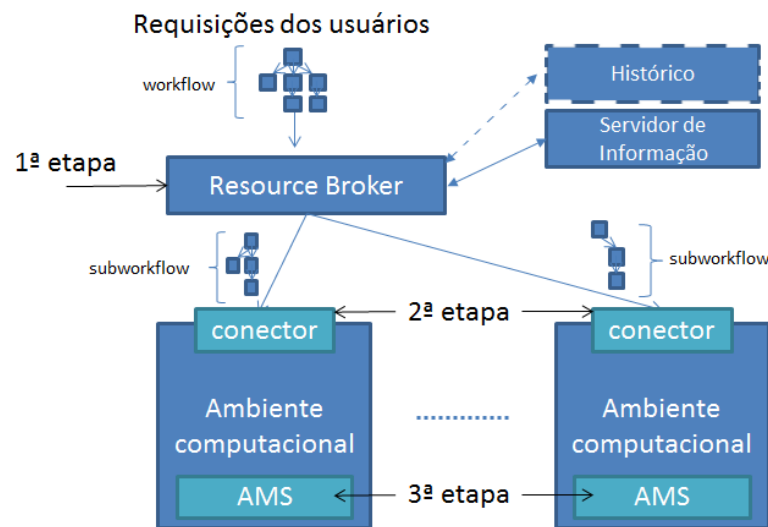 Requisições dos usuários
workflow
Histórico
Servidor de
Informação
1ª etapa
Resource Broker
subworkflow
subworkflow
conector
2ª etapa
conector
Ambiente
computacional
Ambiente
computacional
AMS
3ª etapa
AMS